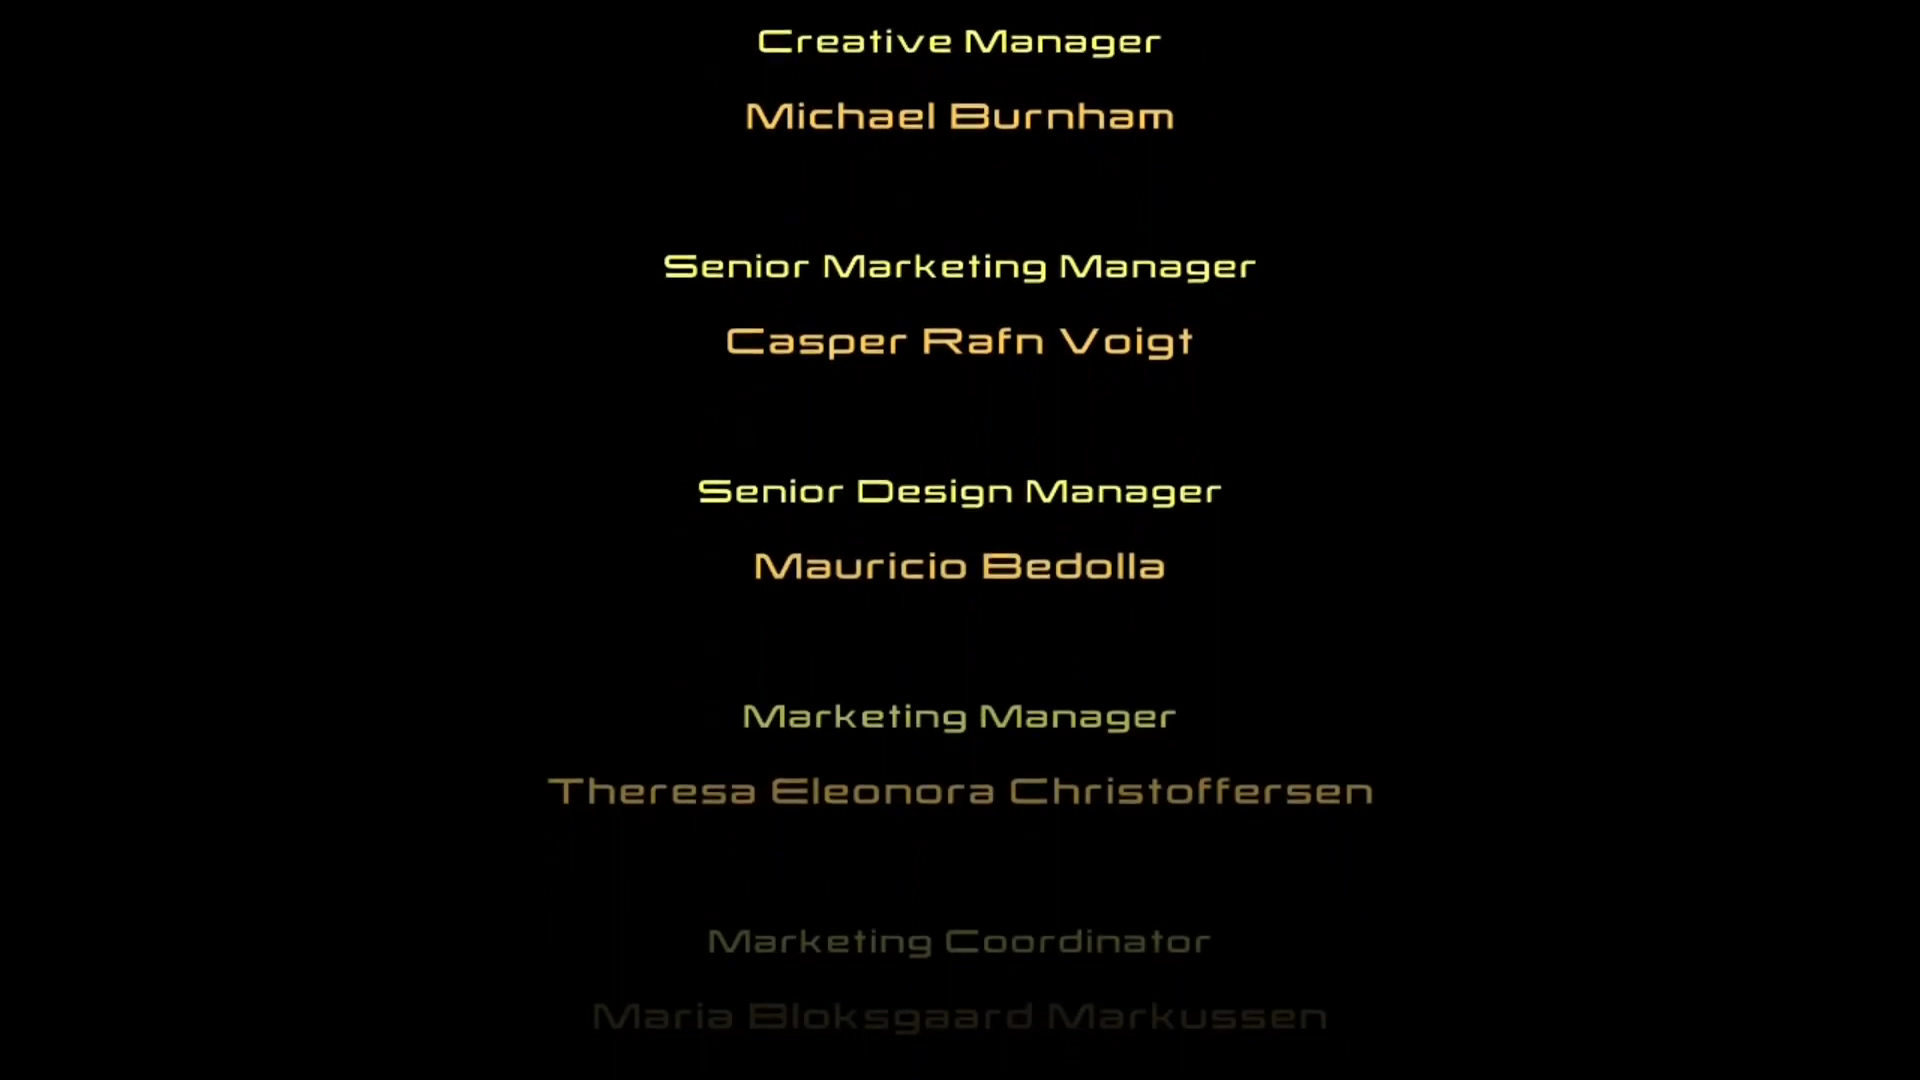 Creative Manager
Michael Burnham
Senior Marketing Manager
Casper Rafn Voigt
Senior Design Manager
Mauricio Bedolla
Marketing Manager
Theresa Eleonora Christoffersen
Marketing Coordinator
Maria Bloksgaard Markussen